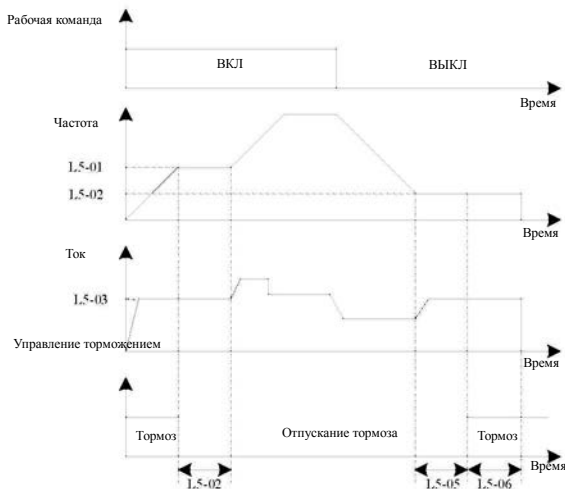 Рабочая команда
ВКЛ
ВЫКЛ
Время
Частота
L5-01
L5-02
Время
Ток
L5-03
Управление торможением
Время
Тормоз
Отпускание тормоза
Тормоз
Время
L5-02
L5-05
L5-06